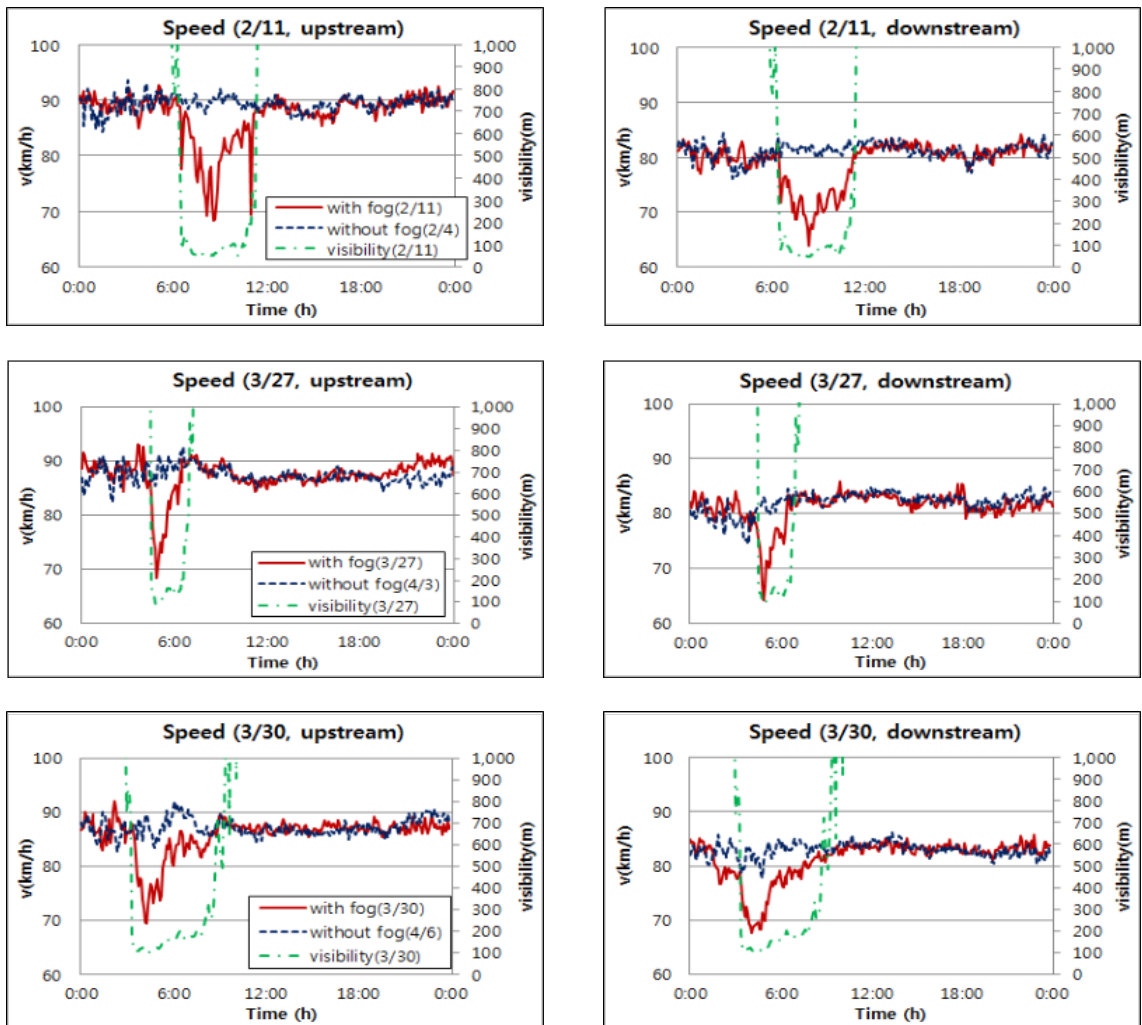 Speed (2/11, upstream)
100
90
80
70
60
v(km/h)
1,000
900
800
700
600
500
400
300
200
100
0
visibility(m)
with fog(2/11)
without fog(2/4)
visibility(2/11)
0:00 6:00 12:00 18:00 0:00
Time (h)
Speed (2/11, downstream)
100
90
80
70
60
v(km/h)
1,000
900
800
700
600
500
400
300
200
100
0
visibility(m)
0:00 6:00 12:00 18:00 0:00
Time (h)
Speed (3/27, upstream)
100
90
80
70
60
v(km/h)
1,000
900
800
700
600
500
400
300
200
100
0
visibility(m)
with fog(3/27)
without fog(4/3)
visibility(3/27)
0:00 6:00 12:00 18:00 0:00
Time (h)
Speed (3/27, downstream)
100
90
80
70
60
v(km/h)
1,000
900
800
700
600
500
400
300
200
100
0
visibility(m)
0:00 6:00 12:00 18:00 0:00
Time (h)
Speed (3/30, upstream)
100
90
80
70
60
v(km/h)
1,000
900
800
700
600
500
400
300
200
100
0
visibility(m)
with fog(3/30)
without fog(4/6)
visibility(3/30)
0:00 6:00 12:00 18:00 0:00
Time (h)
Speed (3/30, downstream)
100
90
80
70
60
v(km/h)
1,000
900
800
700
600
500
400
300
200
100
0
visibility(m)
0:00 6:00 12:00 18:00 0:00
Time (h)